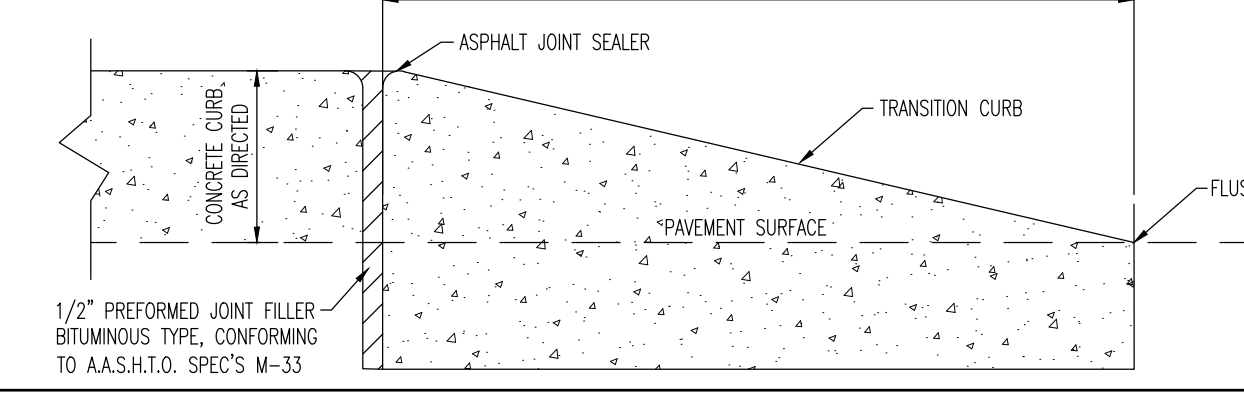 ASPHALT JOINT SEALER
TRANSITION CURB
CONCRETE CURB,
AS DIRECTED
FLUS
PAVEMENT SURFACE
1/2" PREFORMED JOINT FILLER
BITUMINOUS TYPE, CONFORMING
TO A.A.S.H.T.O. SPEC'S M-33